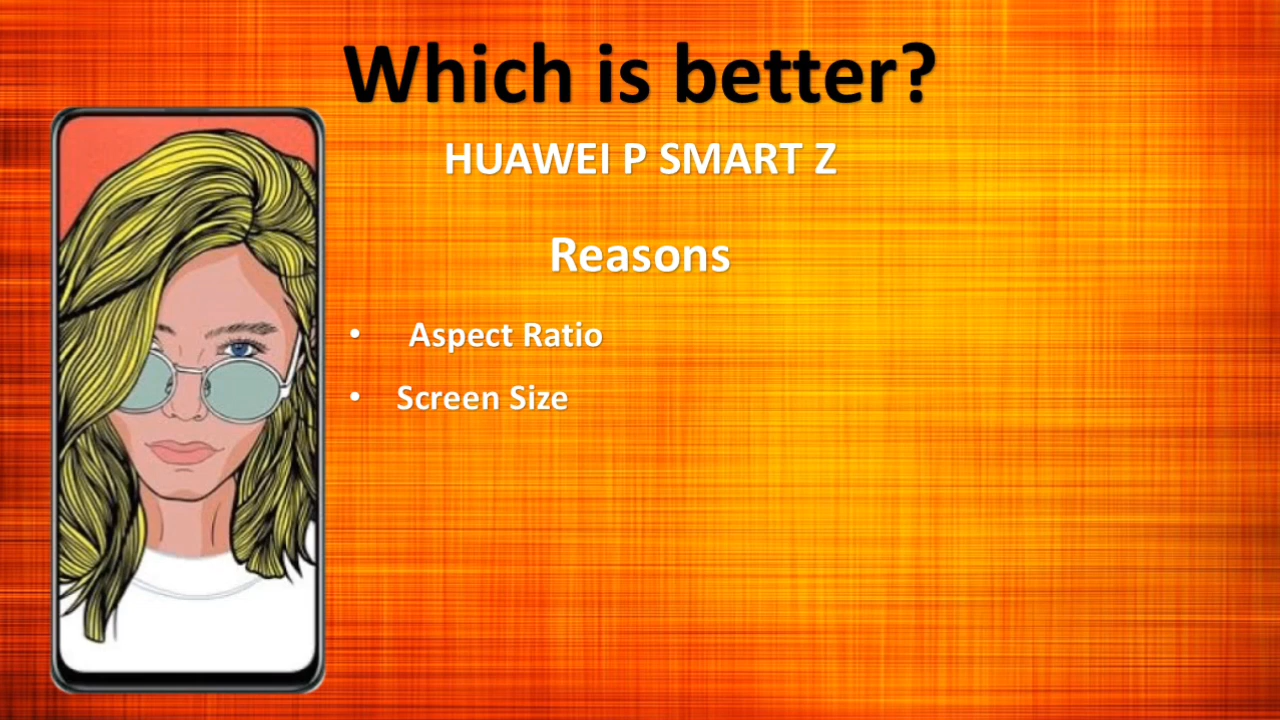 Which is better?
HUAWEI P SMART Z
Reasons
• Aspect Ratio
• Screen Size